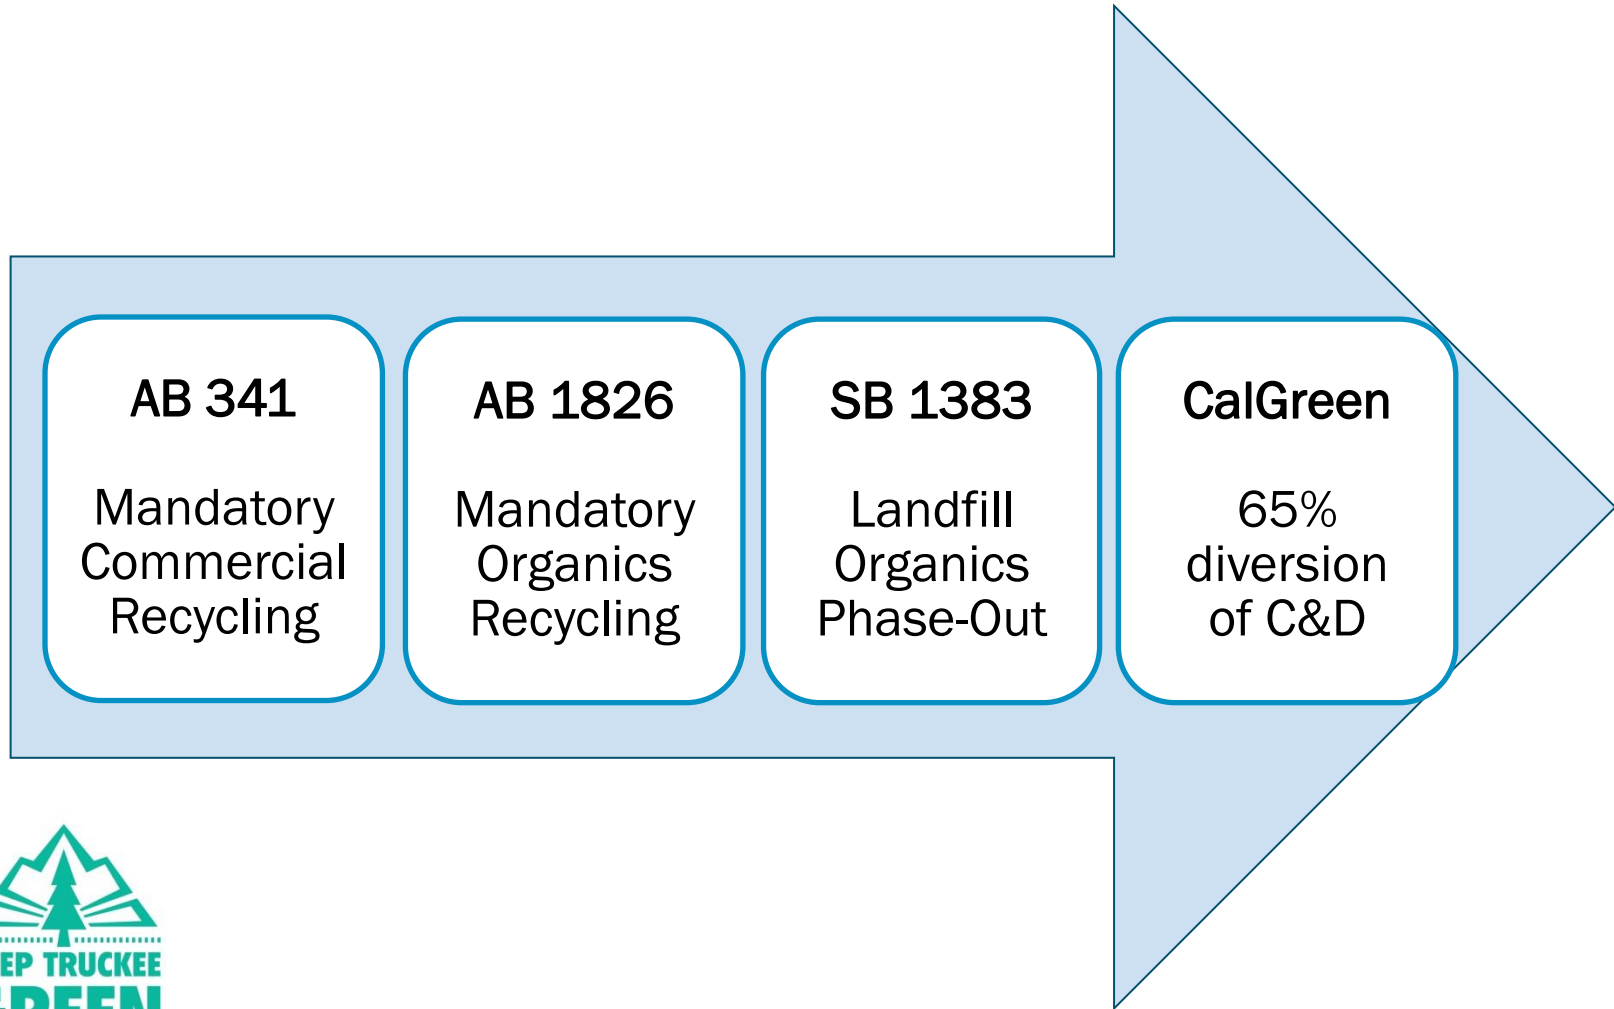 AB 341
Mandatory
Commercial
Recycling
AB 1826
Mandatory
Organics
Recycling
SB 1383
Landfill
Organics
Phase-Out
CalGreen
65%
diversion
of C&D
TRUCKEE